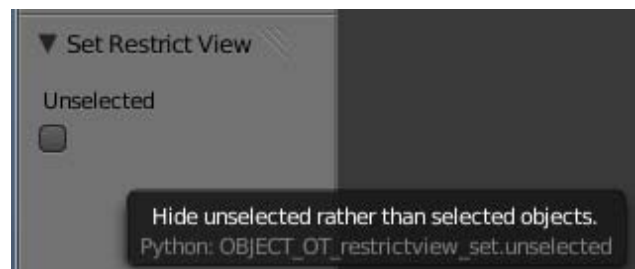 Set Restrict View
Unselected
Hide unselected rather than selected objects.
Python: OBJECT_OT_restrictview_set.unselected